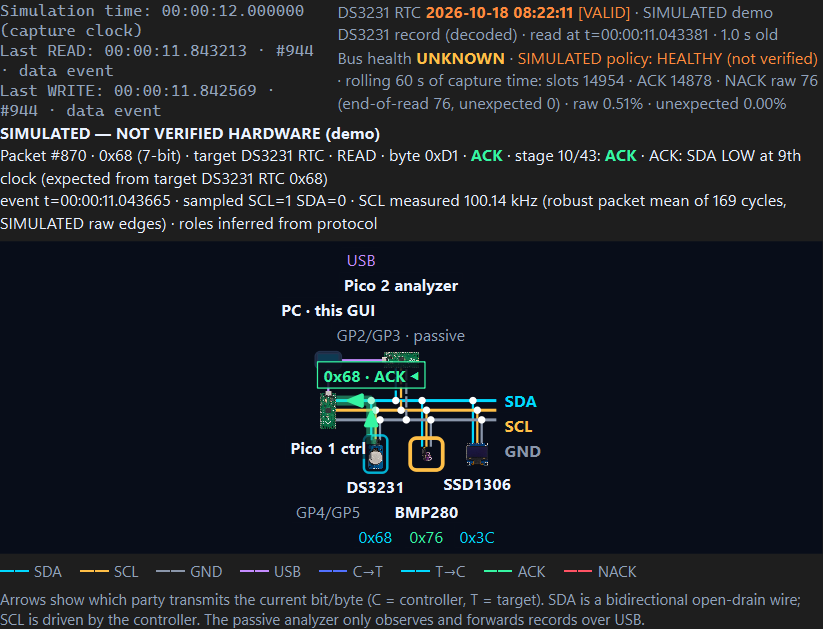 Simulation time: 00:00:12.000000
(capture clock)
Last READ: 00:00:11.843213 · #944
· data event
Last WRITE: 00:00:11.842569 ·
#944 · data event
DS3231 RTC 2026-10-18 08:22:11 [VALID] · SIMULATED demo
DS3231 record (decoded) · read at t=00:00:11.043381 · 1.0 s old
Bus health UNKNOWN · SIMULATED policy: HEALTHY (not verified)
· rolling 60 s of capture time: slots 14954 · ACK 14878 · NACK raw 76
(end-of-read 76, unexpected 0) · raw 0.51% · unexpected 0.00%
SIMULATED — NOT VERIFIED HARDWARE (demo)
Packet #870 · 0x68 (7-bit) · target DS3231 RTC · READ · byte 0xD1 · ACK · stage 10/43: ACK · ACK: SDA LOW at 9th
clock (expected from target DS3231 RTC 0x68)
event t=00:00:11.043665 · sampled SCL=1 SDA=0 · SCL measured 100.14 kHz (robust packet mean of 169 cycles,
SIMULATED raw edges) · roles inferred from protocol
USB
Pico 2 analyzer
PC · this GUI
GP2/GP3 · passive
0x68 · ACK ◄
SDA
SCL
Pico 1 ctrl
GND
DS3231
SSD1306
GP4/GP5
BMP280
0x68 0x76 0x3C
SDA SCL GND USB C→T T→C ACK NACK
Arrows show which party transmits the current bit/byte (C = controller, T = target). SDA is a bidirectional open-drain wire;
SCL is driven by the controller. The passive analyzer only observes and forwards records over USB.